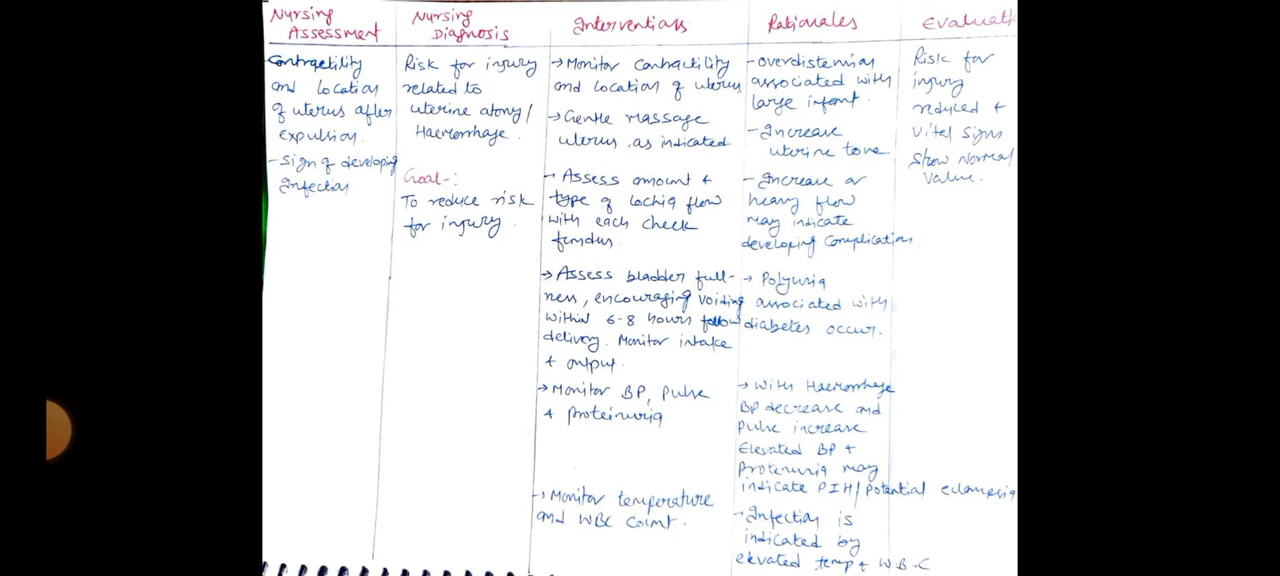 Nursing Assessment
Contractility
and Location
of uterus after
expulsion.
- Sign of developing
Infection
Nursing Diagnosis
Risk for injury
related to
uterine atony/
Haemorrhage.
Goal-:
To reduce risk
for injury.
Interventions
→ Monitor contractility
and location of uterus
→ Gentle massage
uterus, as indicated
→ Assess amount +
type of lochia flow
with each check
fundus
→ Assess bladder full-
ness, encouraging voiding
within 6-8 hours follow
delivery. Monitor intake
+ output.
→ Monitor BP, Pulse
+ proteinuria
→ Monitor temperature
and WBC count.
Rationales
- overdistension
associated with
large infant.
- Increase
uterine tone
- Increase or
heavy flow
may indicate
developing complication.
→ Polyuria
associated with
diabetes occur.
→ With Haemorrhage
BP decrease and
Pulse increase
Elevated BP +
Protenuria may
indicate PIH/Potential eclampsia
- Infection is
indicated by
elevated temp + W.B.C
Evaluati
Risk for
injury
reduced +
Vital Signs
Show Normal
Value.